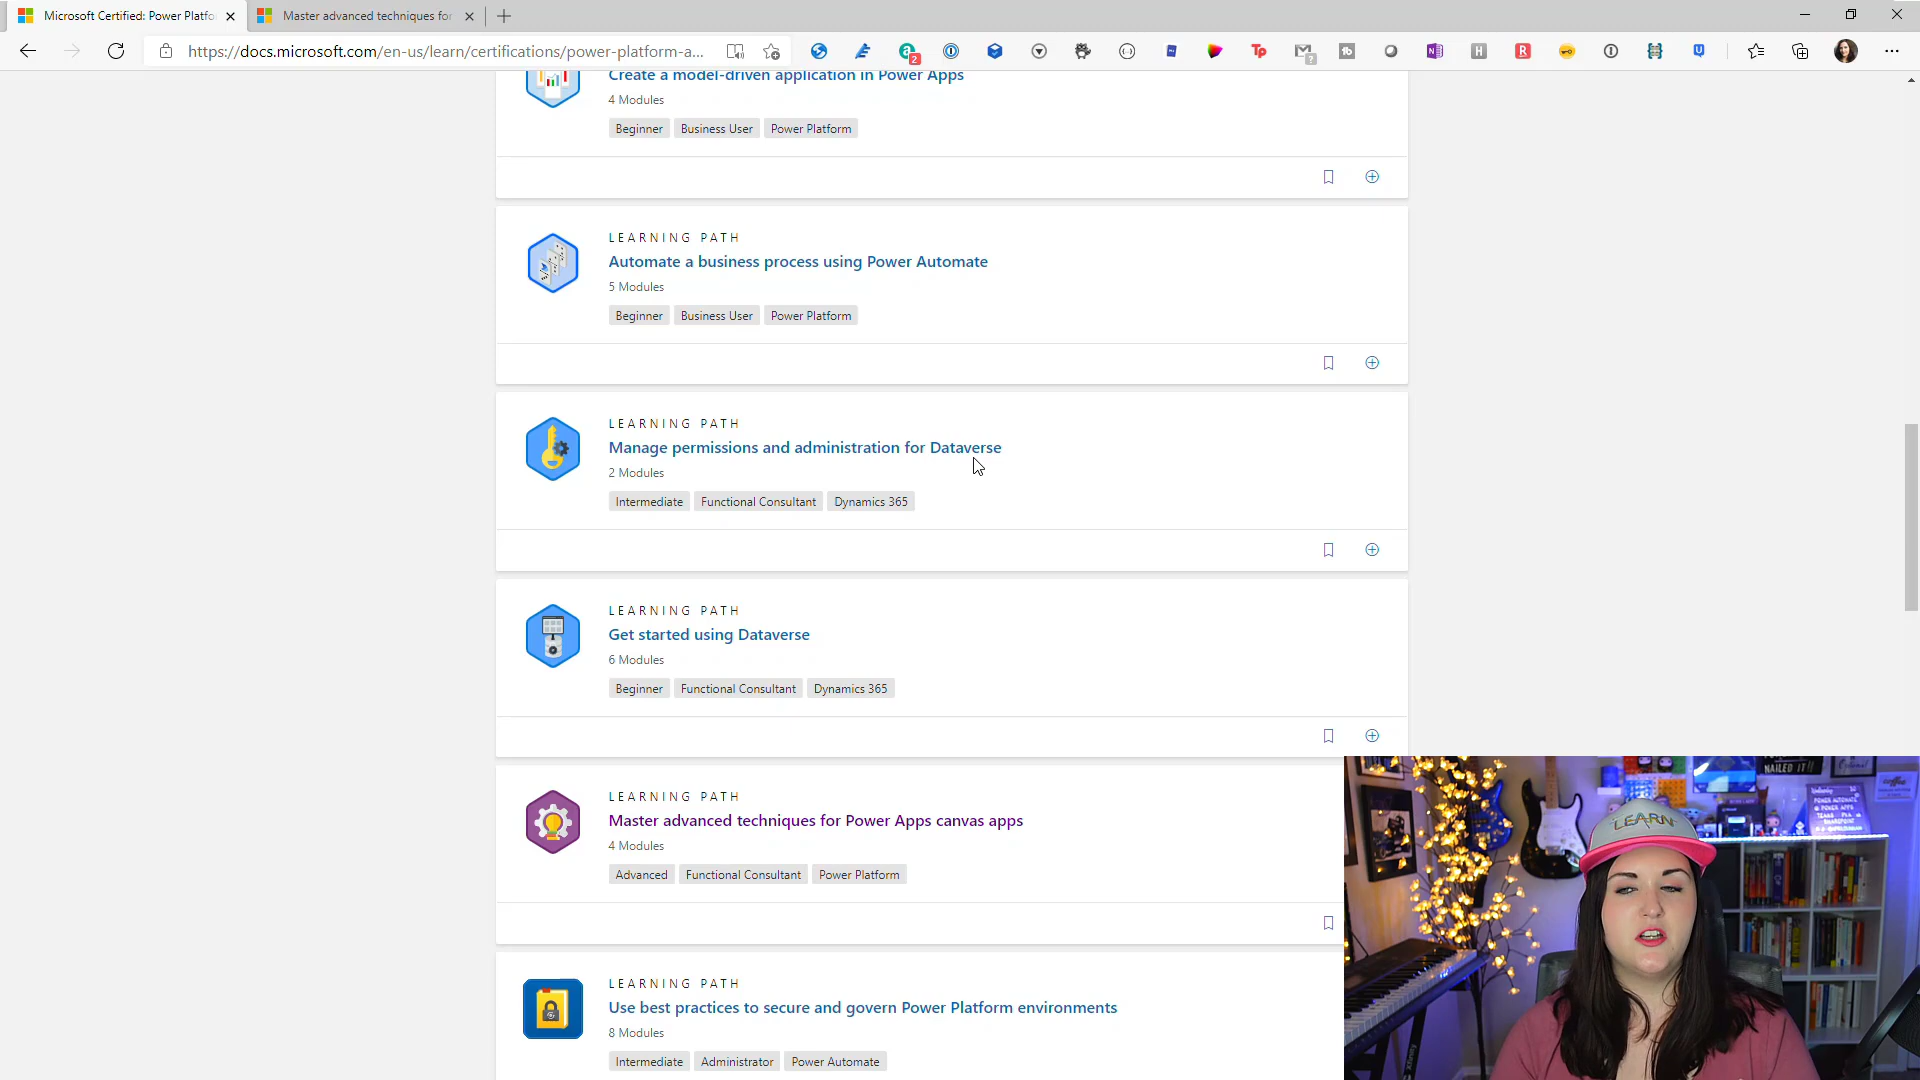 Microsoft Certified: Power Platfo
Master advanced techniques for
https://docs.microsoft.com/en-us/learn/certifications/power-platform-a...
Create a model-driven application in Power Apps
4 Modules
Beginner Business User Power Platform
LEARNING PATH
Automate a business process using Power Automate
5 Modules
Beginner Business User Power Platform
LEARNING PATH
Manage permissions and administration for Dataverse
2 Modules
Intermediate Functional Consultant Dynamics 365
LEARNING PATH
Get started using Dataverse
6 Modules
Beginner Functional Consultant Dynamics 365
LEARNING PATH
Master advanced techniques for Power Apps canvas apps
4 Modules
Advanced Functional Consultant Power Platform
LEARNING PATH
Use best practices to secure and govern Power Platform environments
8 Modules
Intermediate Administrator Power Automate
NAILED IT!
LEARN
POWER AUTOMATE